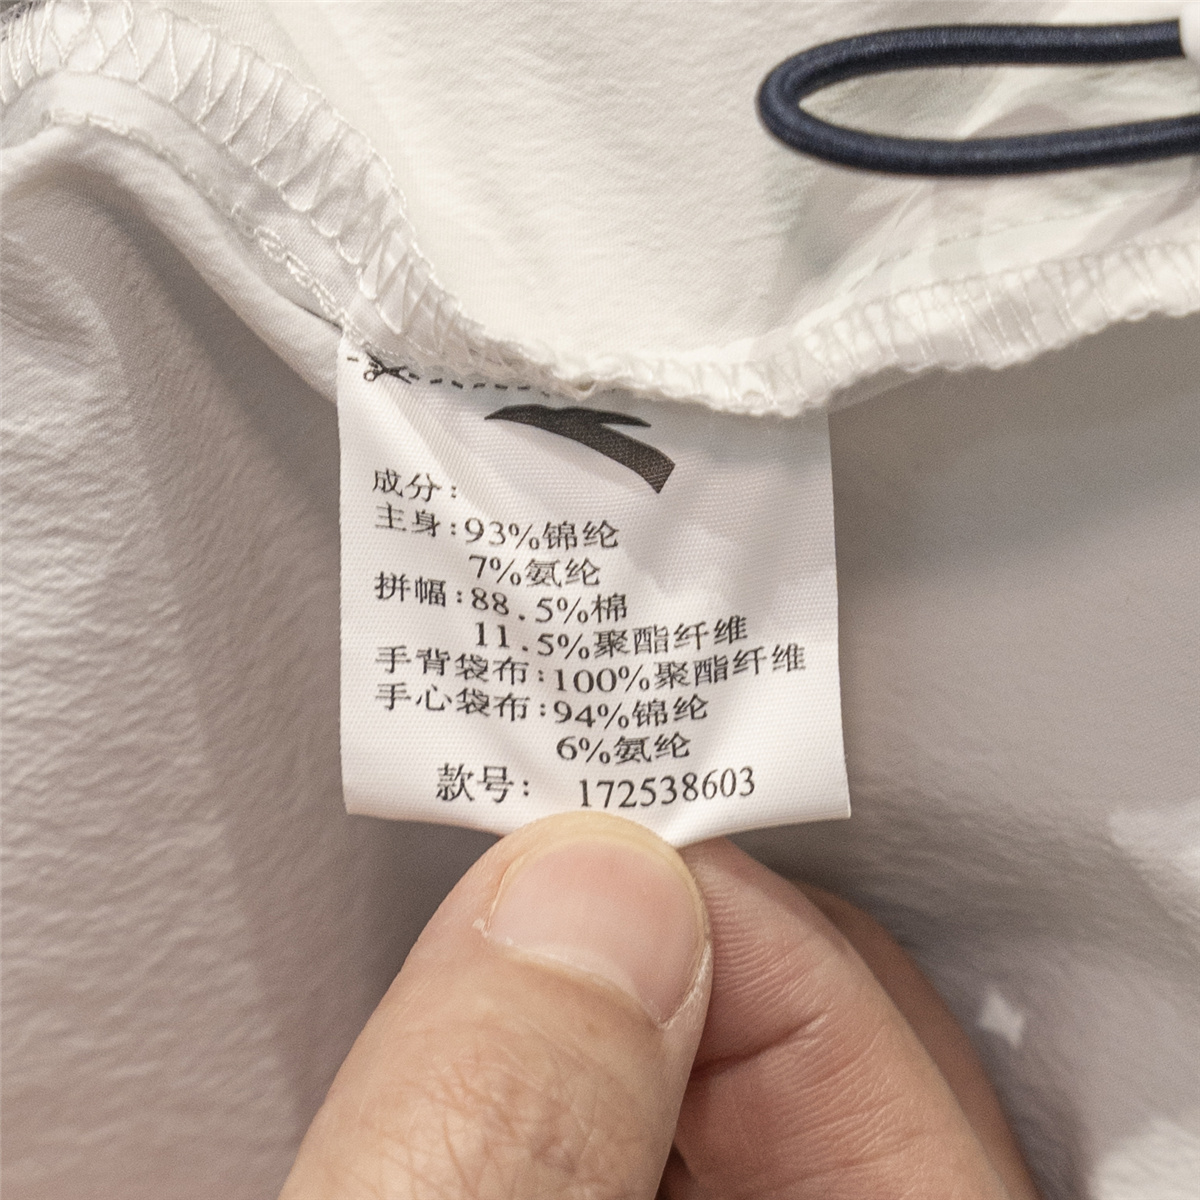 成分:
主身:93%锦纶
7%氨纶
拼幅:88.5%棉
11.5%聚酯纤维
手背袋布:100%聚酯纤维
手心袋布:94%锦纶
6%氨纶
款号: 172538603